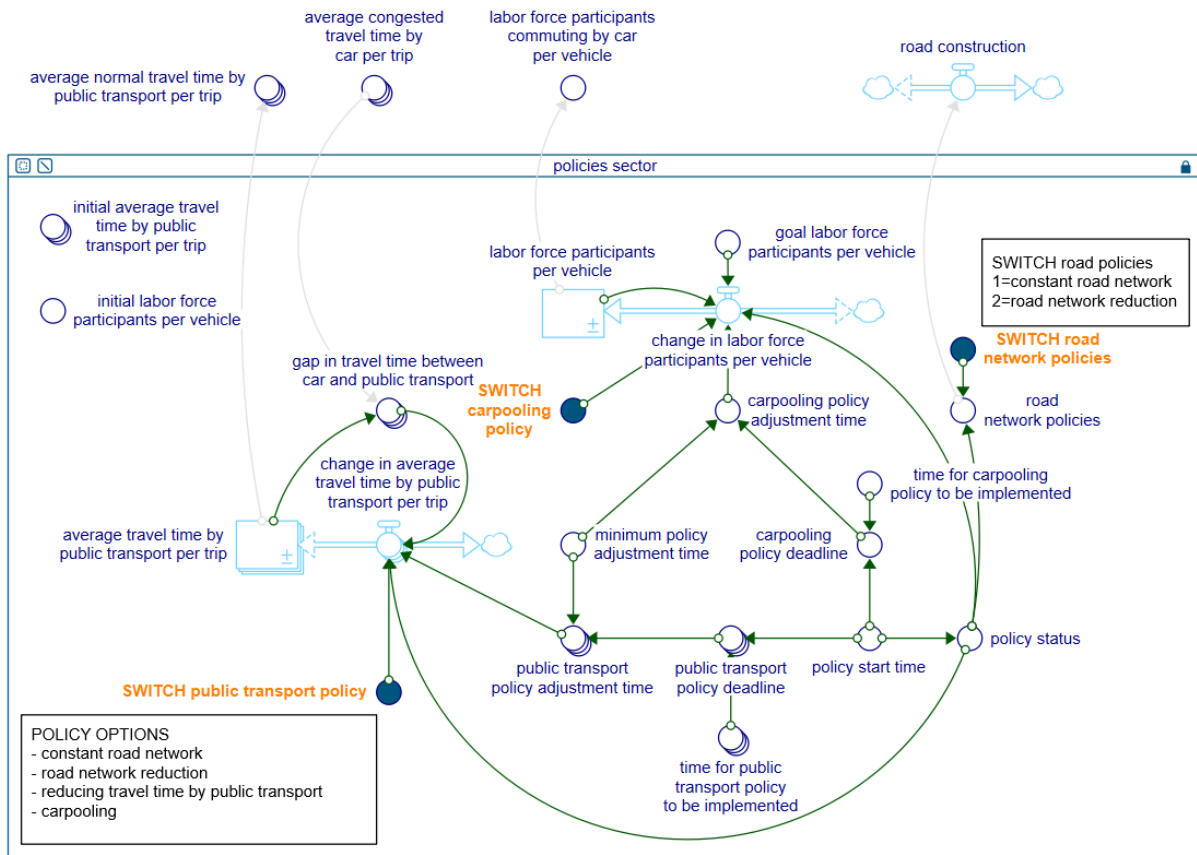 average congested
travel time by
car per trip
labor force participants
commuting by car
per vehicle
road construction
average normal travel time by
public transport per trip
policies sector
initial average travel
time by public
transport per trip
goal labor force
participants per vehicle
labor force participants
per vehicle
SWITCH road policies
1=constant road network
2=road network reduction
initial labor force
participants per vehicle
change in labor force
participants per vehicle
SWITCH road
network policies
gap in travel time between
car and public transport
SWITCH
carpooling
policy
carpooling policy
adjustment time
road
network policies
change in average
travel time by public
transport per trip
time for carpooling
policy to be implemented
average travel time by
public transport per trip
minimum policy
adjustment time
carpooling
policy deadline
public transport
policy adjustment time
public transport
policy deadline
policy start time
policy status
SWITCH public transport policy
POLICY OPTIONS
- constant road network
- road network reduction
- reducing travel time by public transport
- carpooling
time for public
transport policy
to be implemented